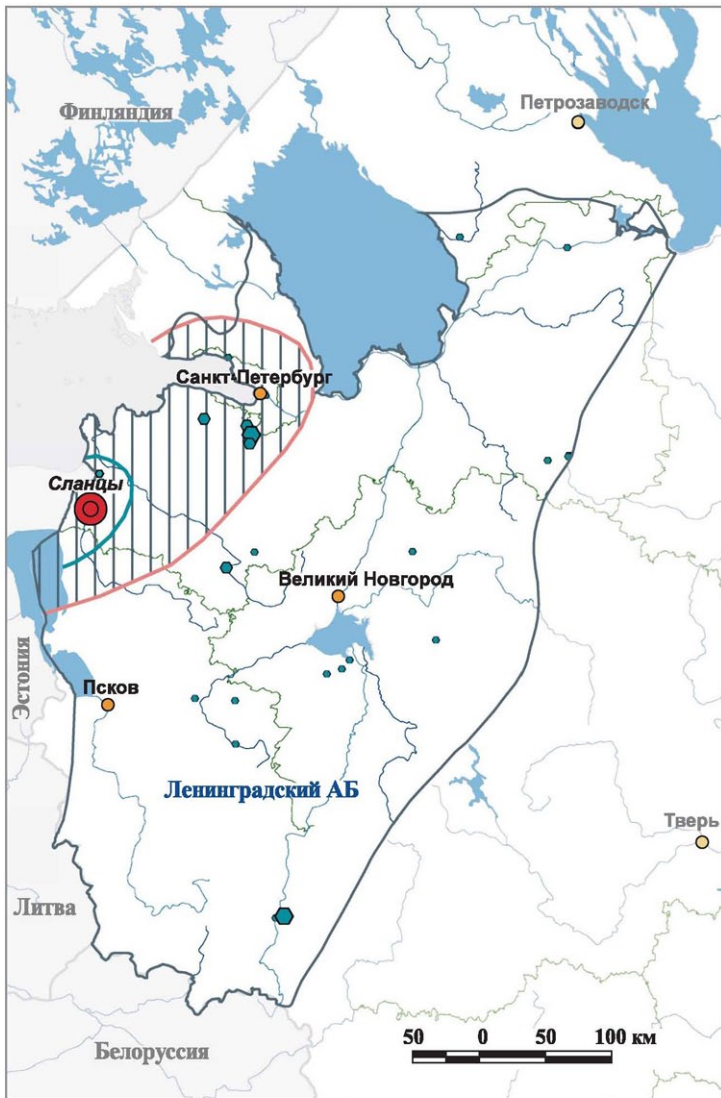 Финляндия
Петрозаводск
Санкт-Петербург
Сланцы
Великий Новгород
Эстония
Псков
Ленинградский АБ
Тверь
Литва
Белоруссия
50 0 50 100 км